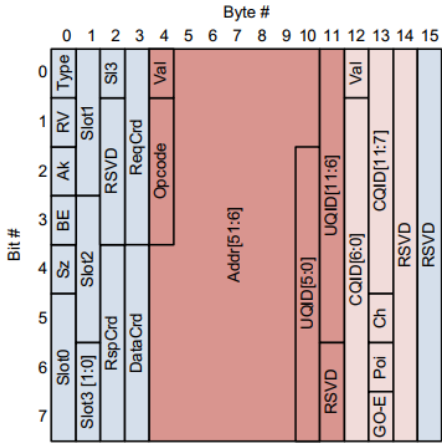 Byte #
0 1 2 3 4 5 6 7 8 9 10 11 12 13 14 15
Bit #
0
1
2
3
4
5
6
7
Type
RV
Ak
BE
Sz
Slot0
Slot1
Slot2
Slot3 [1:0]
Sl3
RSVD
RspCrd
ReqCrd
DataCrd
Val
Opcode
Addr[51:6]
UQID[5:0]
UQID[11:6]
RSVD
Val
CQID[6:0]
CQID[11:7]
Ch
Poi
GO-E
RSVD
RSVD